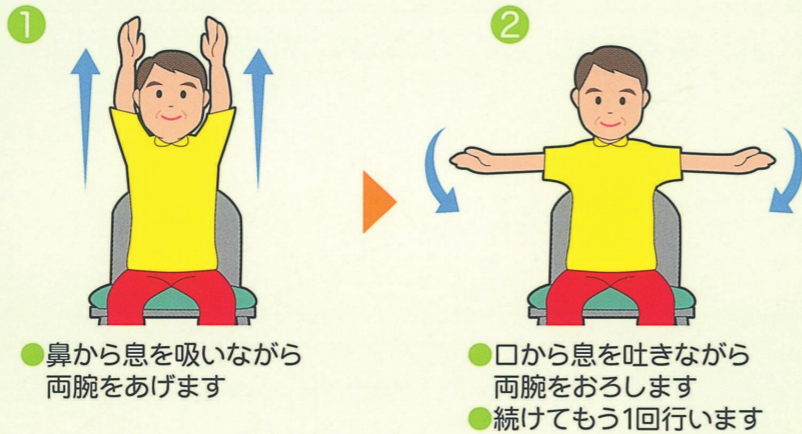 1
2
●鼻から息を吸いながら
両腕をあげます
●口から息を吐きながら
両腕をおろします
●続けてもう1回行います